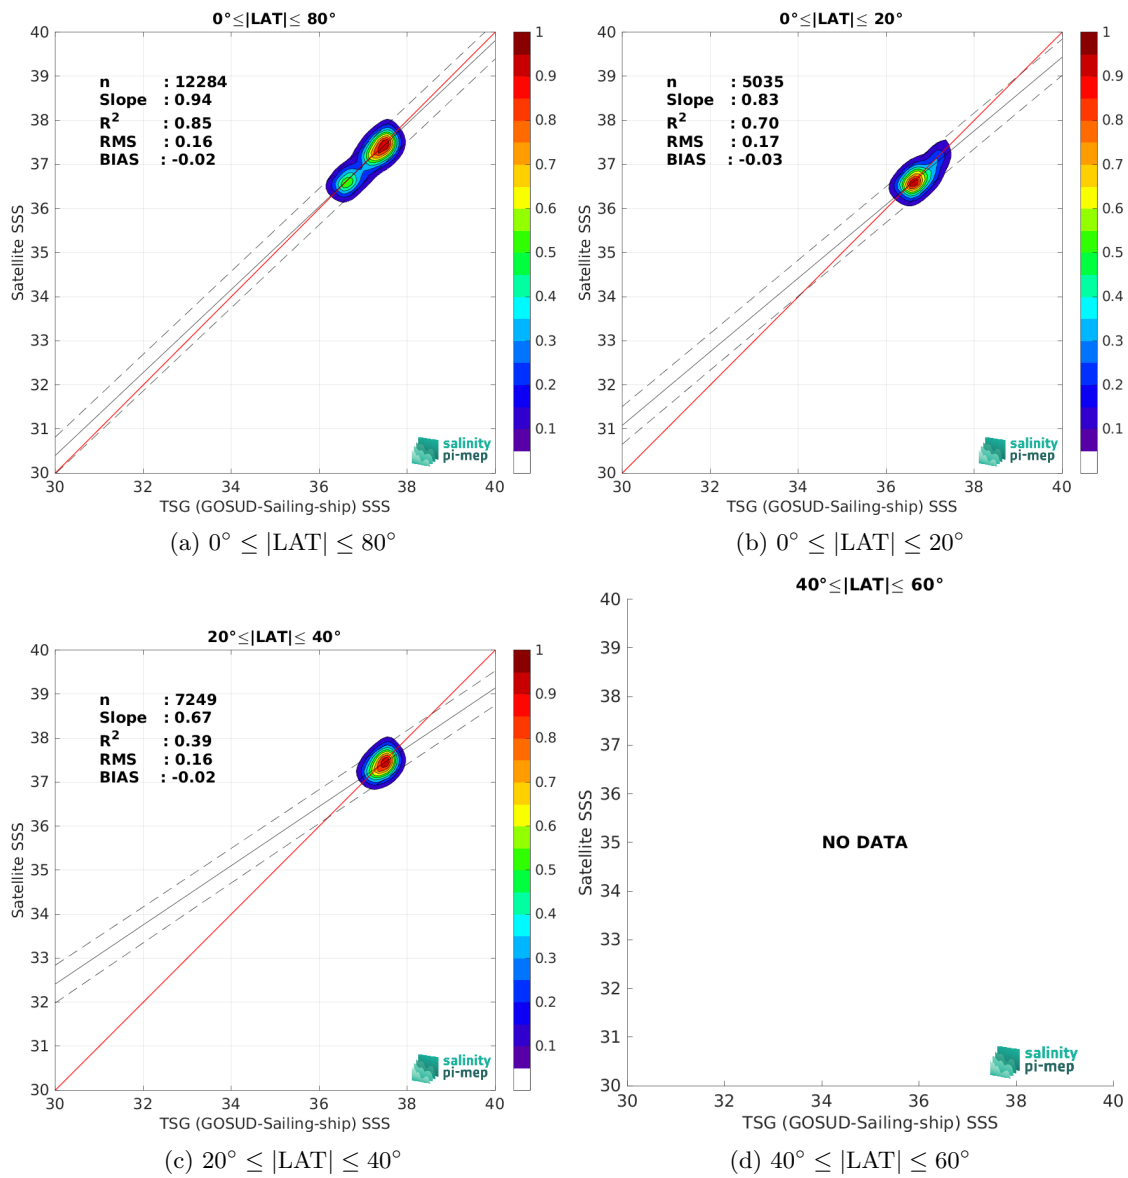 0°≤|LAT|≤ 80°
40
39
38
37
36
35
34
33
32
31
30
Satellite SSS
n : 12284
Slope : 0.94
R2 : 0.85
RMS : 0.16
BIAS : -0.02
salinity
pi-mep
30 32 34 36 38 40
TSG (GOSUD-Sailing-ship) SSS
1
0.9
0.8
0.7
0.6
0.5
0.4
0.3
0.2
0.1
(a) 0° ≤ |LAT| ≤ 80°
0°≤|LAT|≤ 20°
40
39
38
37
36
35
34
33
32
31
30
Satellite SSS
n : 5035
Slope : 0.83
R2 : 0.70
RMS : 0.17
BIAS : -0.03
salinity
pi-mep
30 32 34 36 38 40
TSG (GOSUD-Sailing-ship) SSS
1
0.9
0.8
0.7
0.6
0.5
0.4
0.3
0.2
0.1
(b) 0° ≤ |LAT| ≤ 20°
20°≤|LAT|≤ 40°
40
39
38
37
36
35
34
33
32
31
30
Satellite SSS
n : 7249
Slope : 0.67
R2 : 0.39
RMS : 0.16
BIAS : -0.02
salinity
pi-mep
30 32 34 36 38 40
TSG (GOSUD-Sailing-ship) SSS
1
0.9
0.8
0.7
0.6
0.5
0.4
0.3
0.2
0.1
(c) 20° ≤ |LAT| ≤ 40°
40°≤|LAT|≤ 60°
40
39
38
37
36
35
34
33
32
31
30
Satellite SSS
NO DATA
salinity
pi-mep
30 32 34 36 38 40
TSG (GOSUD-Sailing-ship) SSS
(d) 40° ≤ |LAT| ≤ 60°